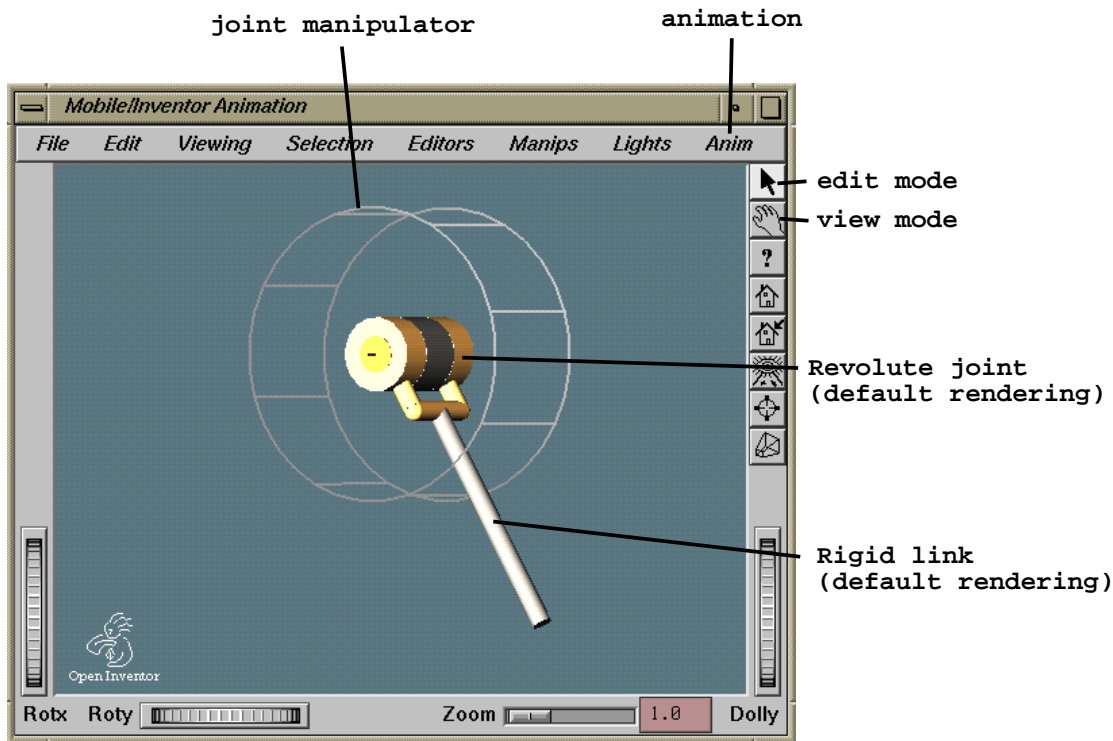 joint manipulator
animation
Mobile/Inventor Animation
File Edit Viewing Selection Editors Manips Lights Anim
edit mode
view mode
?
Revolute joint
(default rendering)
Rigid link
(default rendering)
Open Inventor
Rotx Roty Zoom 1.0 Dolly